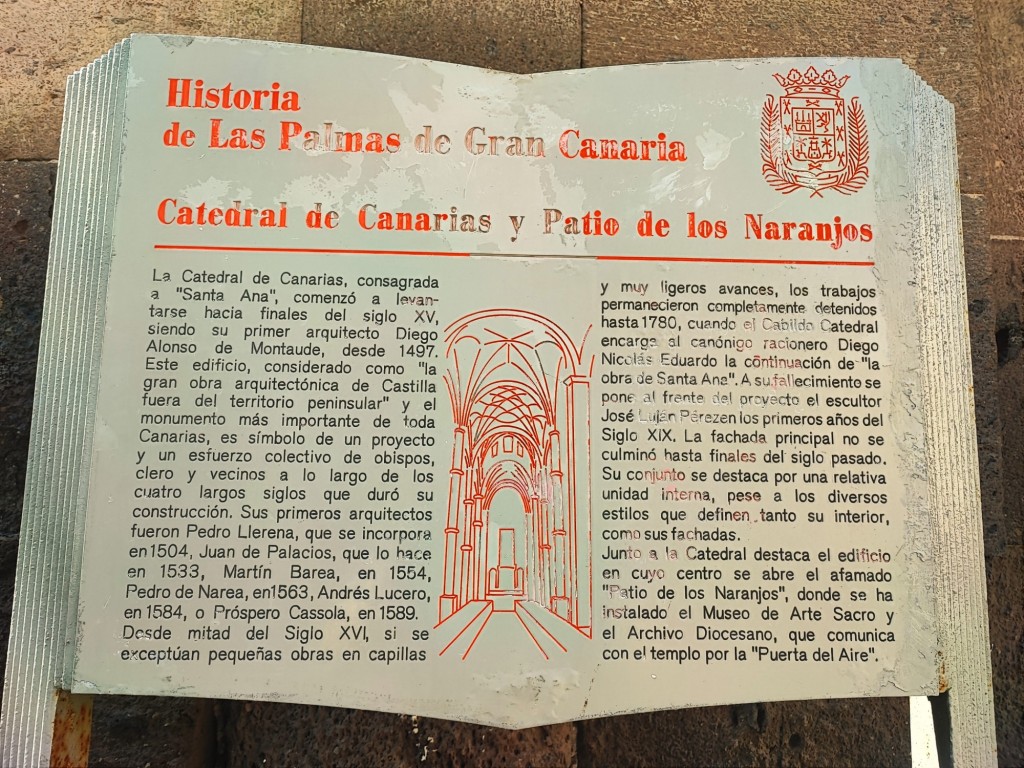 Historia
de Las Palmas de Gran Canaria
Catedral de Canarias y Patio de los Naranjos
La Catedral de Canarias, consagrada
a "Santa Ana", comenzó a levan-
tarse hacia finales del siglo XV,
siendo su primer arquitecto Diego
Alonso de Montaude, desde 1497.
Este edificio, considerado como "la
gran obra arquitectónica de Castilla
fuera del territorio peninsular" y el
monumento más importante de toda
Canarias, es símbolo de un proyecto
y un esfuerzo colectivo de obispos,
clero y vecinos a lo largo de los
cuatro largos siglos que duró su
construcción. Sus primeros arquitectos
fueron Pedro Llerena, que se incorpora
en 1504, Juan de Palacios, que lo hace
en 1533, Martín Barea, en 1554,
Pedro de Narea, en 1563, Andrés Lucero,
en 1584, o Próspero Cassola, en 1589.
Desde mitad del Siglo XVI, si se
exceptúan pequeñas obras en capillas
y muy ligeros avances, los trabajos
permanecieron completamente detenidos
hasta 1780, cuando el Cabildo Catedral
encarga al canónigo racionero Diego
Nicolás Eduardo la continuación de "la
obra de Santa Ana". A su fallecimiento se
pone al frente del proyecto el escultor
José Luján Pérez en los primeros años del
Siglo XIX. La fachada principal no se
culminó hasta finales del siglo pasado.
Su conjunto se destaca por una relativa
unidad interna, pese a los diversos
estilos que definen tanto su interior,
como sus fachadas.
Junto a la Catedral destaca el edificio
en cuyo centro se abre el afamado
"Patio de los Naranjos", donde se ha
instalado el Museo de Arte Sacro y
el Archivo Diocesano, que comunica
con el templo por la "Puerta del Aire".